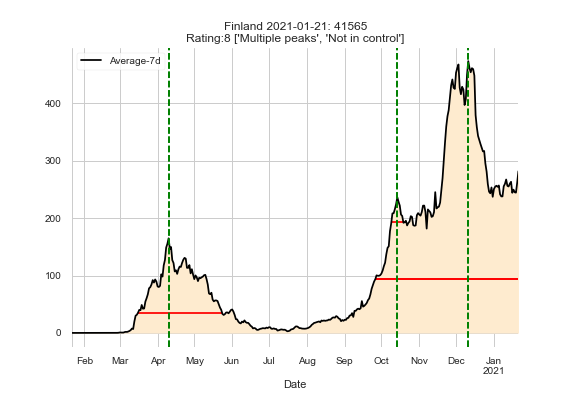 Finland 2021-01-21: 41565
Rating:8 ['Multiple peaks', 'Not in control']
Average-7d
400
300
200
100
0
Feb Mar Apr May Jun Jul Aug Sep Oct Nov Dec Jan
2021
Date